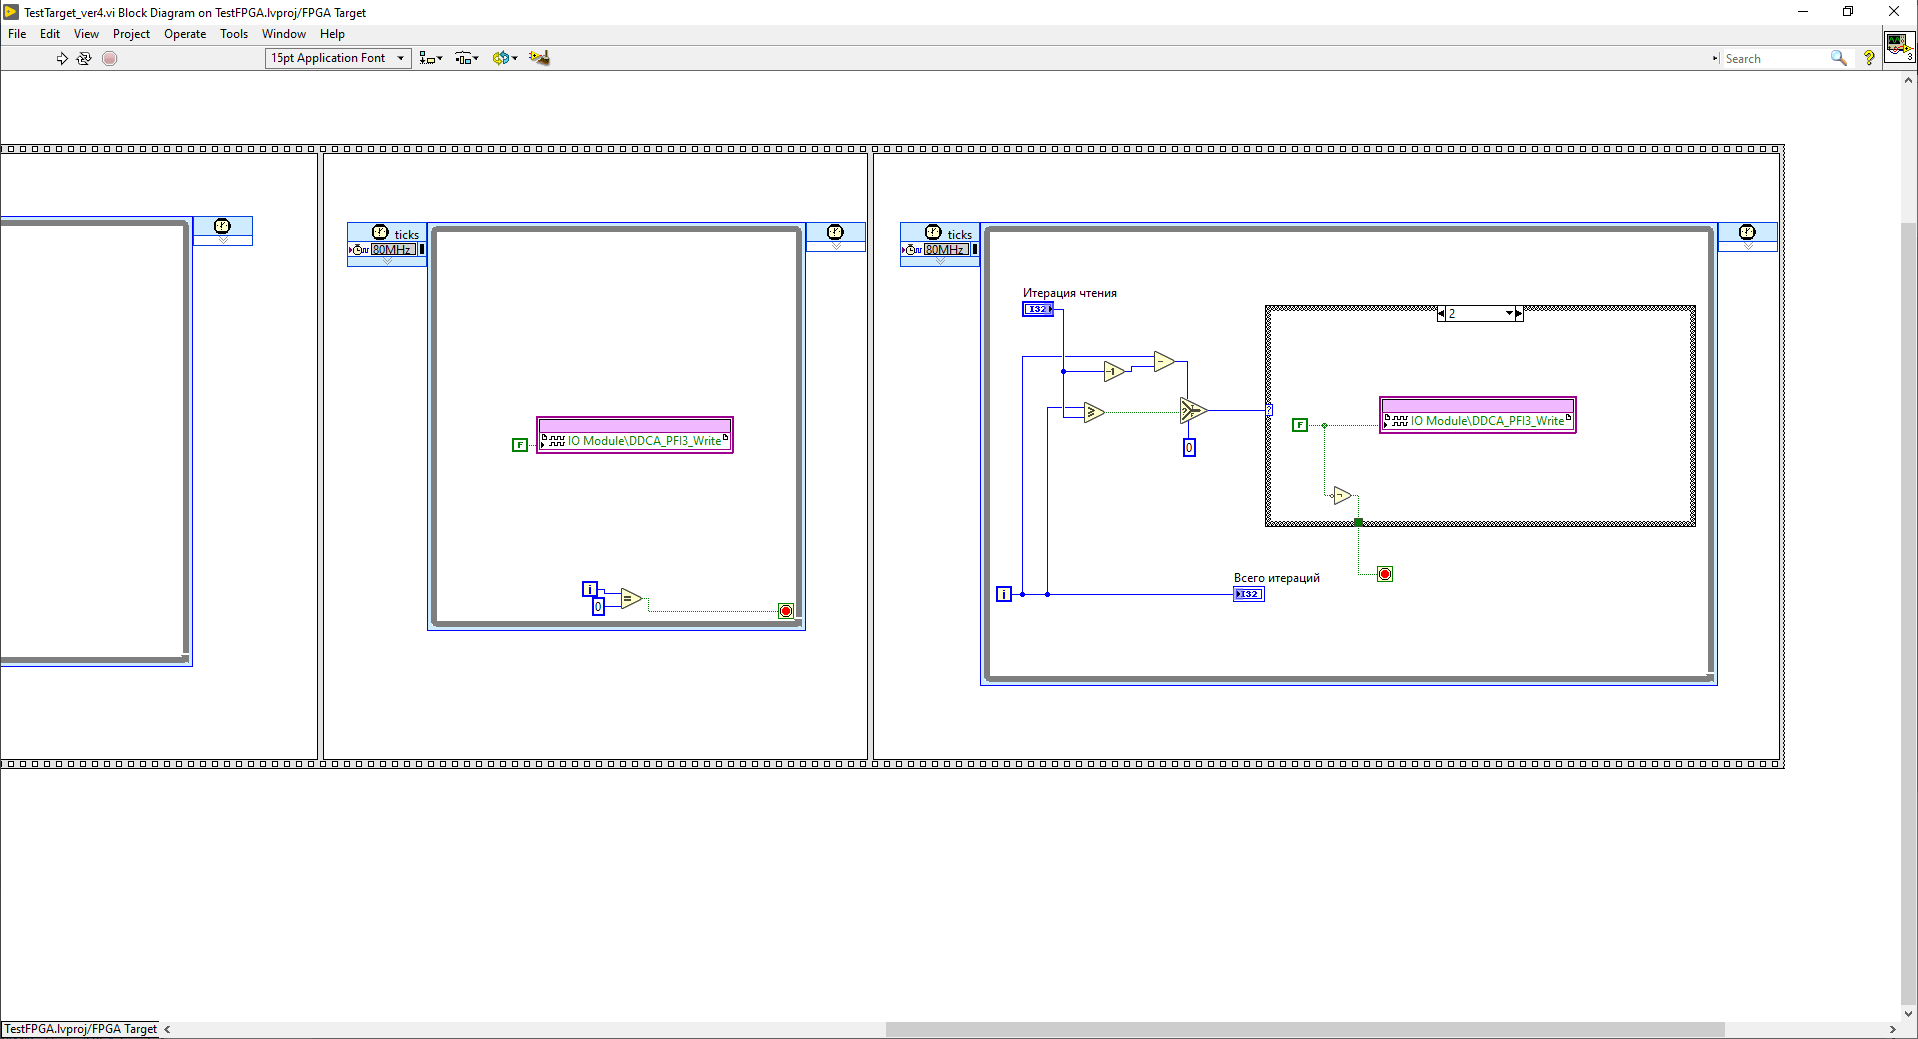 TestTarget_ver4.vi Block Diagram on TestFPGA.lvproj/FPGA Target
File Edit View Project Operate Tools Window Help
15pt Application Font
Search
3
ticks
80MHz
F
IO Module\DDCA_PFI3_Write
i
0
=
ticks
80MHz
Итерация чтения
I32
-1
-
≥
?
T
F
0
?
2
F
IO Module\DDCA_PFI3_Write
Всего итераций
i
I32
TestFPGA.lvproj/FPGA Target